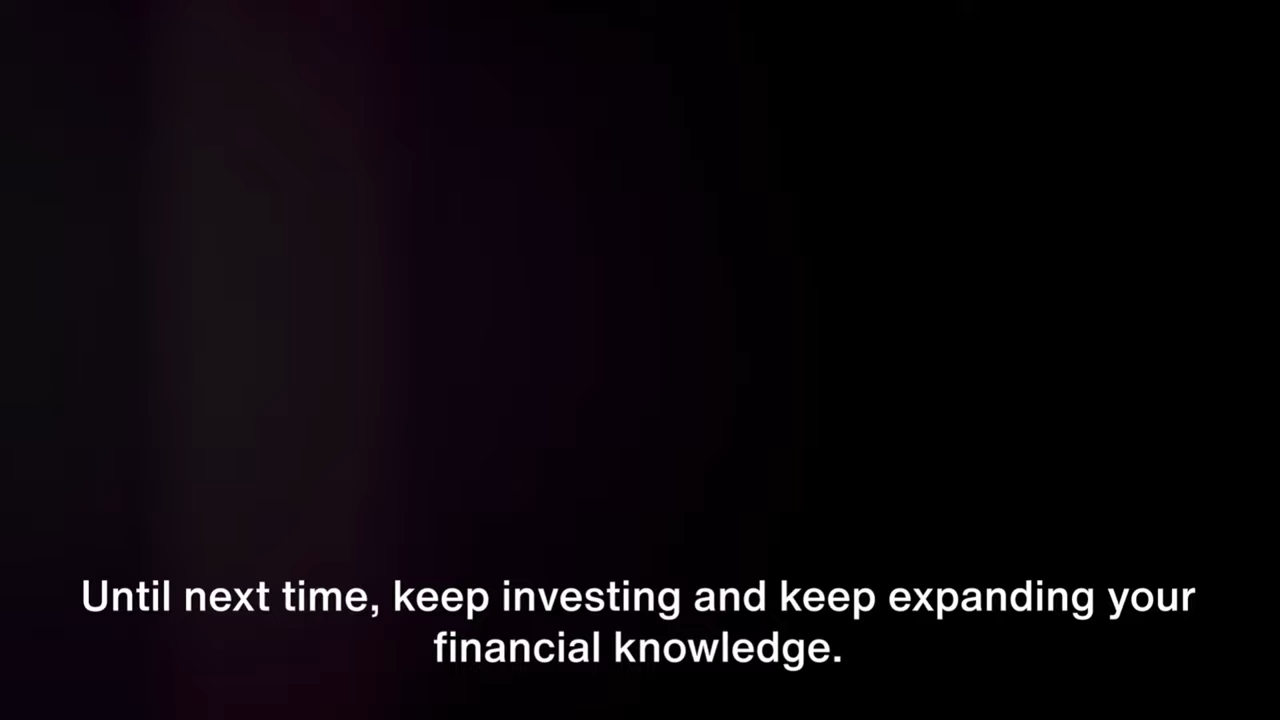 Until next time, keep investing and keep expanding your
financial knowledge.